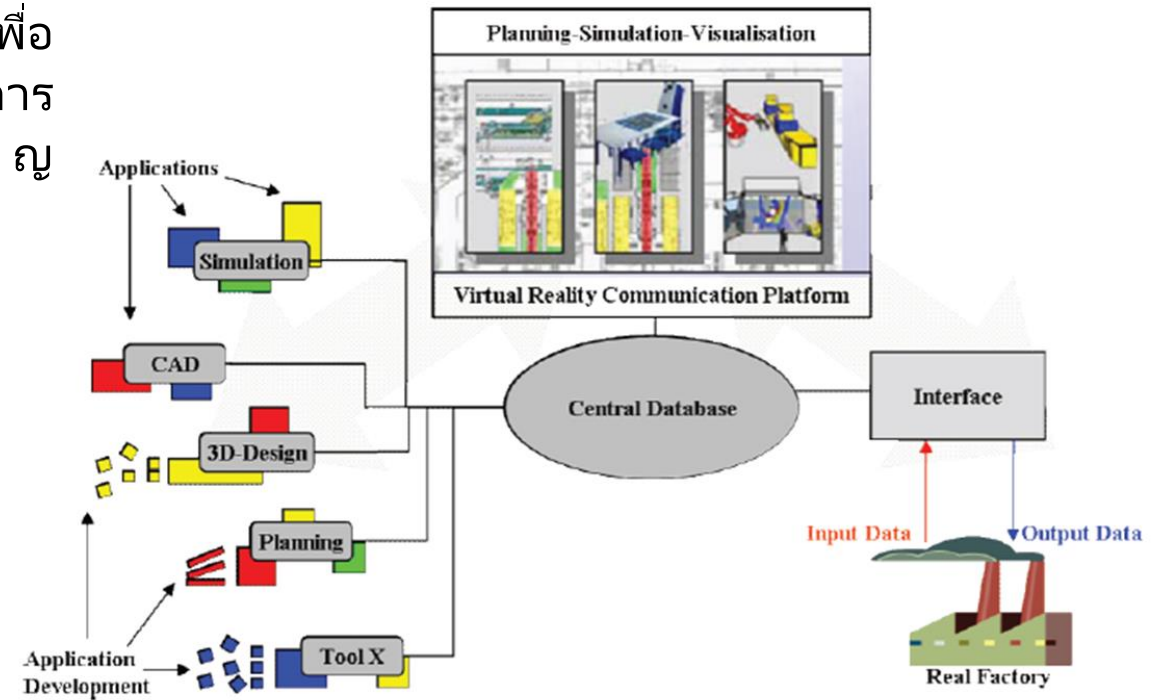 พื่อ
การ
ญ
Planning-Simulation-Visualisation
Virtual Reality Communication Platform
Applications
Simulation
CAD
3D-Design
Planning
Tool X
Application
Development
Central Database
Interface
Input Data
Output Data
Real Factory